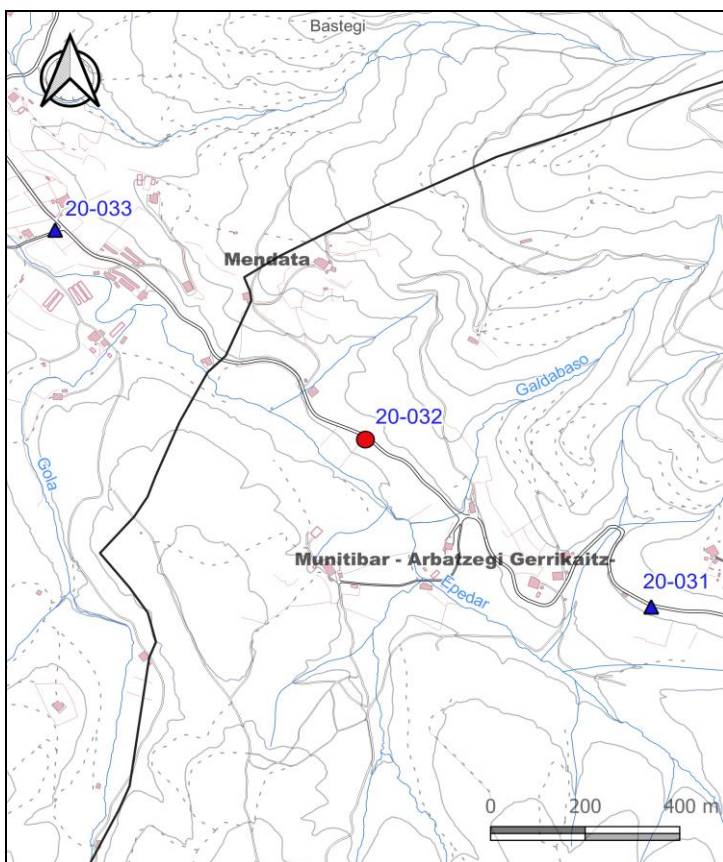 Bastegi
20-033
Mendata
Galdabaso
20-032
Gola
Munitibar - Arbatzegi Gerrikaitz-
20-031
Epedar
0 200 400 m